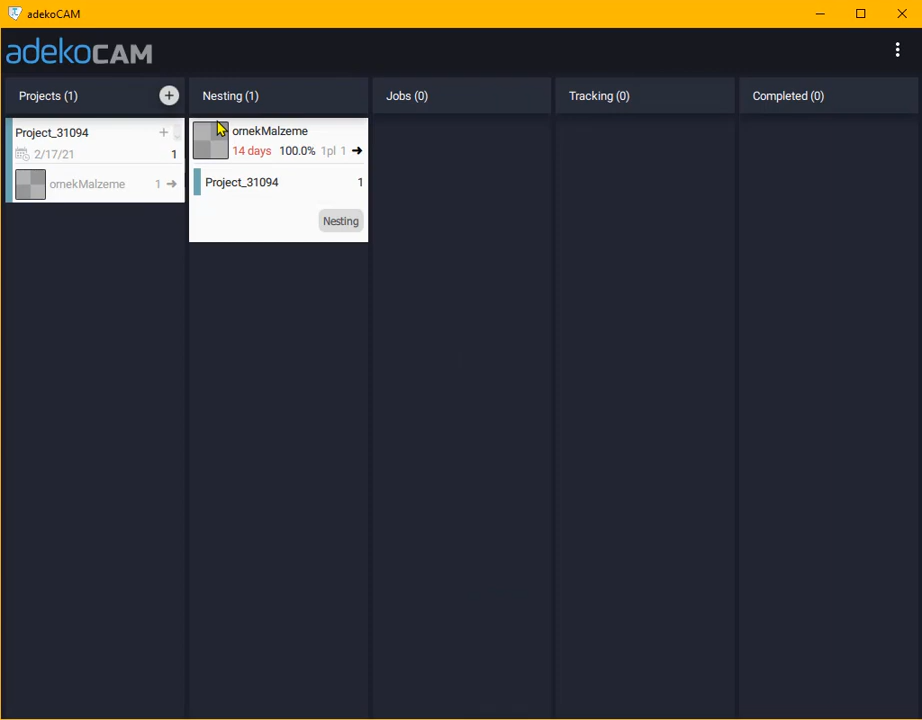 adekoCAM
adekoCAM
Projects (1) +
Nesting (1)
Jobs (0)
Tracking (0)
Completed (0)
Project_31094 +
2/17/21 1
ornekMalzeme 1 →
ornekMalzeme
14 days 100.0% 1pl 1 →
Project_31094 1
Nesting